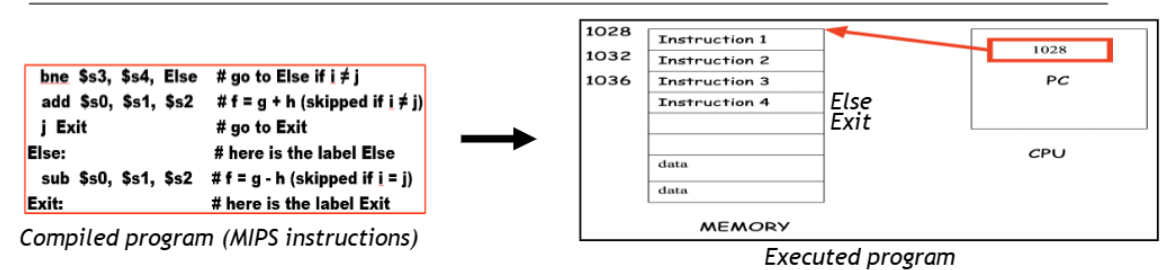 bne $s3, $s4, Else # go to Else if i ≠ j
add $s0, $s1, $s2 # f = g + h (skipped if i ≠ j)
j Exit # go to Exit
Else: # here is the label Else
sub $s0, $s1, $s2 # f = g - h (skipped if i = j)
Exit: # here is the label Exit
Compiled program (MIPS instructions)
1028 Instruction 1
1032 Instruction 2
1036 Instruction 3
Instruction 4 Else
Exit
data
data
MEMORY
1028
PC
CPU
Executed program